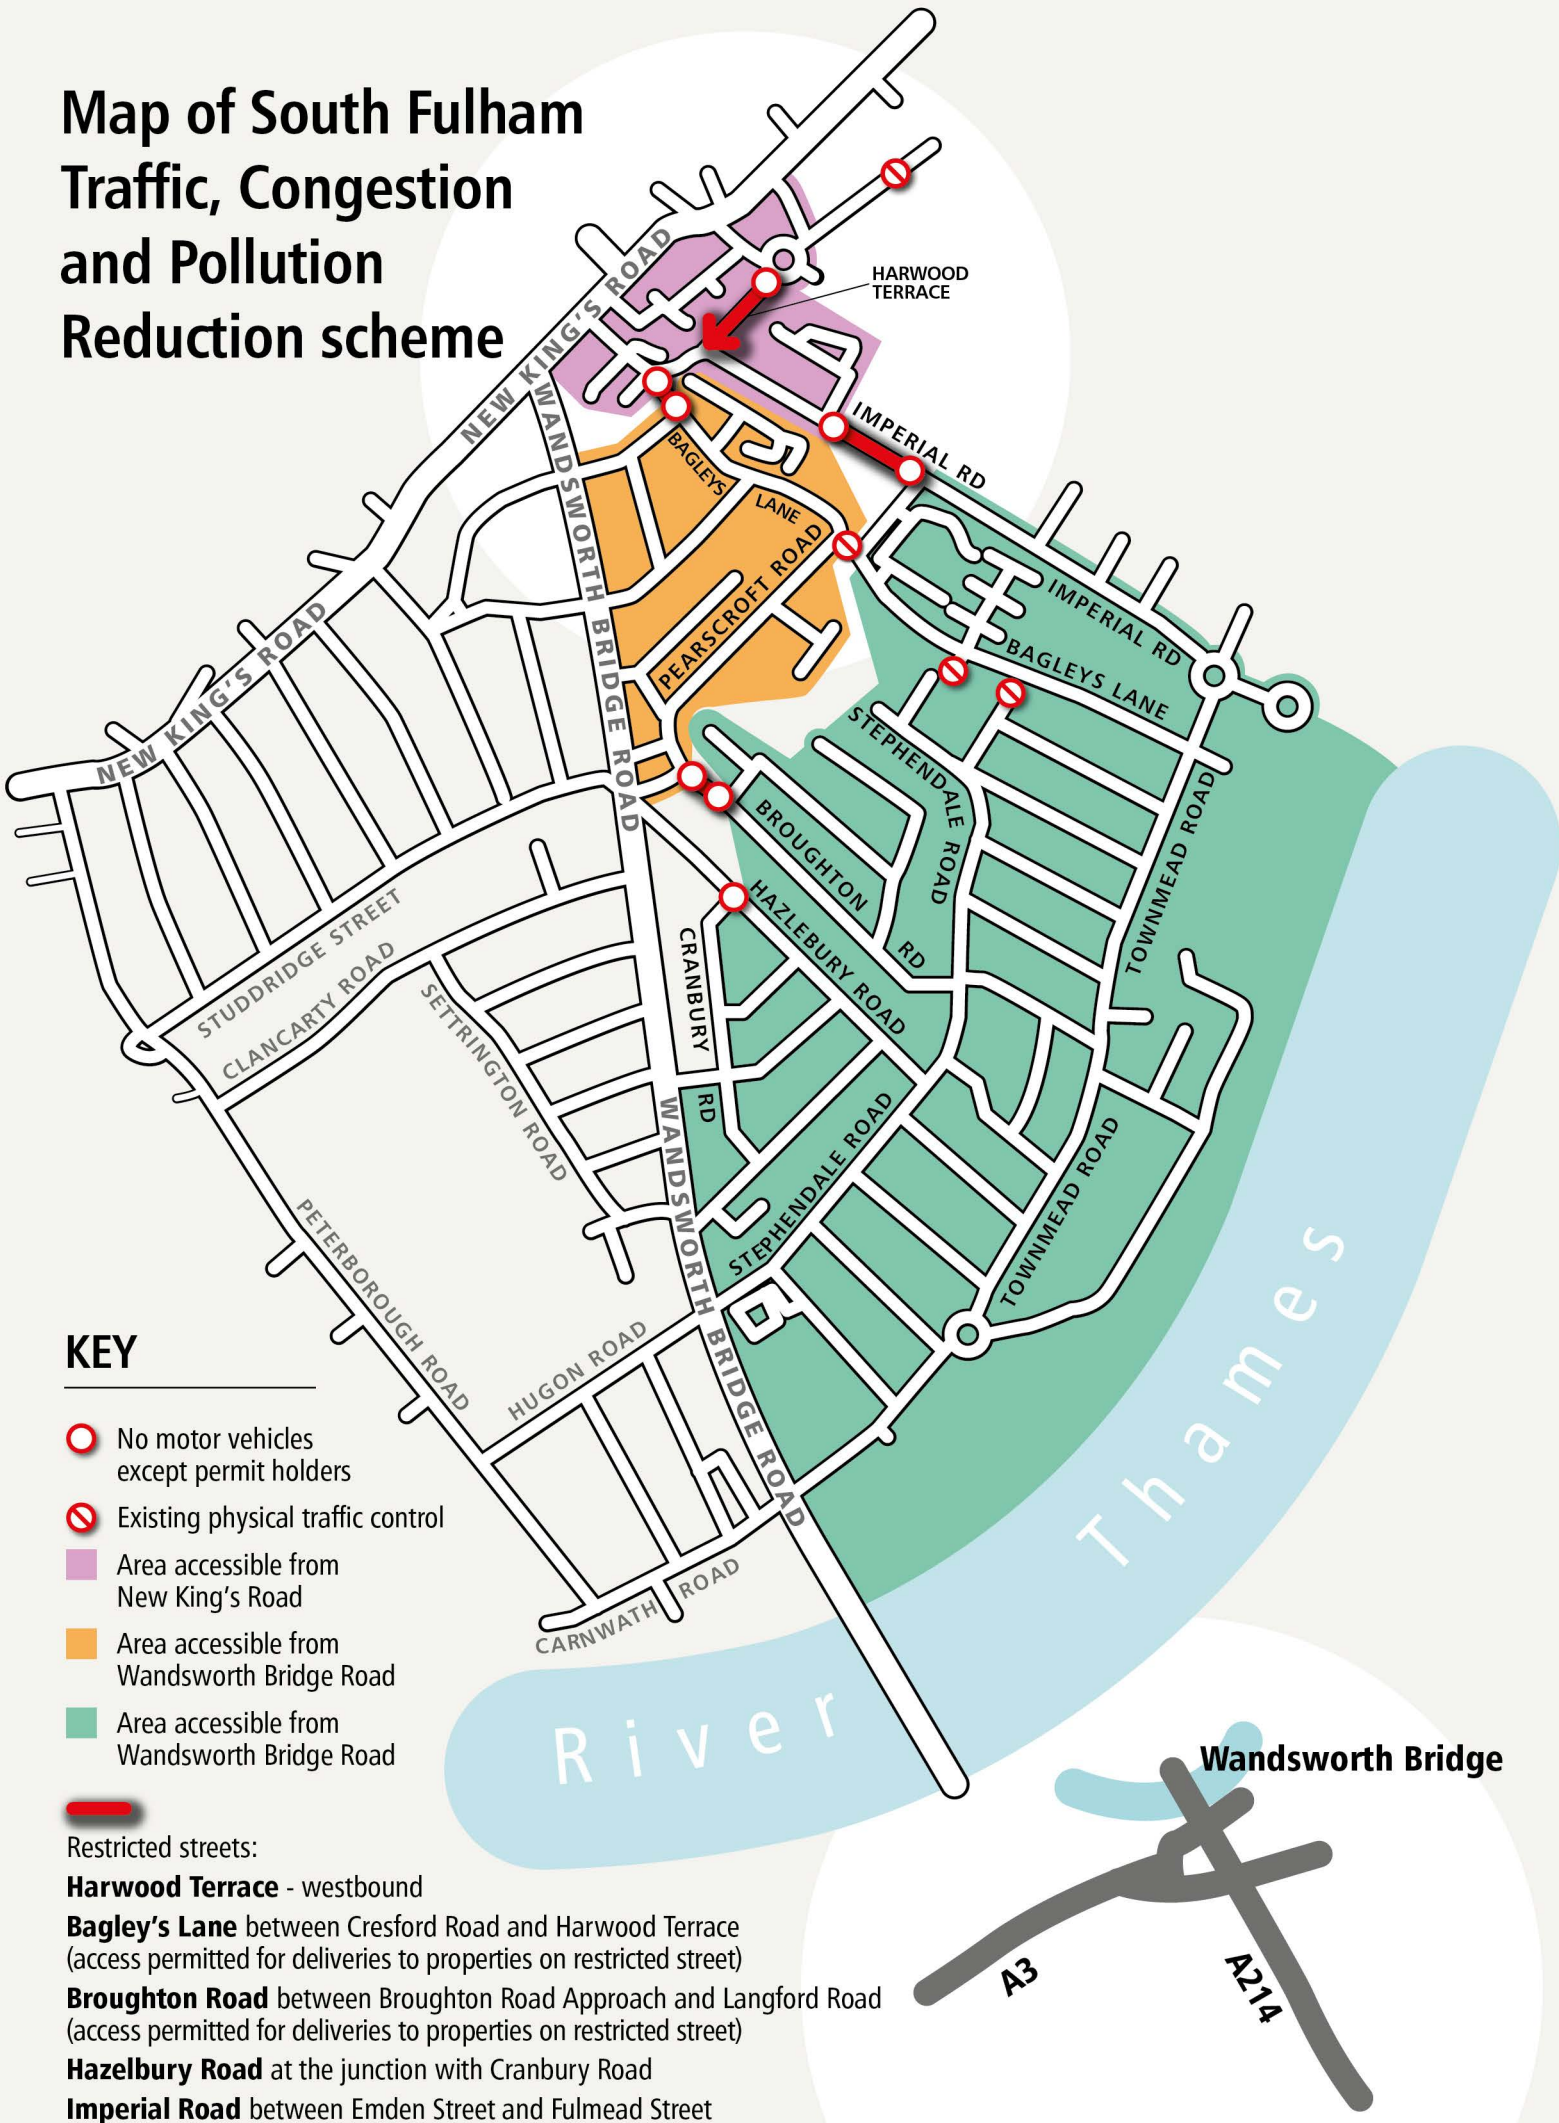 Map of South Fulham
Traffic, Congestion
and Pollution
Reduction scheme
HARWOOD
TERRACE
NEW KING'S ROAD
NEW KING'S ROAD
WANDSWORTH BRIDGE ROAD
IMPERIAL RD
BAGLEYS
LANE
PEARSCROFT ROAD
IMPERIAL RD
BAGLEYS LANE
STEPHENDALE ROAD
TOWNMEAD ROAD
BROUGHTON
RD
HAZLEBURY ROAD
CRANBURY
RD
STUDDRIDGE STREET
CLANCARTY ROAD
SETTRINGTON ROAD
WANDSWORTH BRIDGE ROAD
STEPHENDALE ROAD
TOWNMEAD ROAD
PETERBOROUGH ROAD
HUGON ROAD
CARNWATH ROAD
River Thames
KEY
No motor vehicles
except permit holders
Existing physical traffic control
Area accessible from
New King's Road
Area accessible from
Wandsworth Bridge Road
Area accessible from
Wandsworth Bridge Road
Restricted streets:
Harwood Terrace - westbound
Bagley's Lane between Cresford Road and Harwood Terrace
(access permitted for deliveries to properties on restricted street)
Broughton Road between Broughton Road Approach and Langford Road
(access permitted for deliveries to properties on restricted street)
Hazelbury Road at the junction with Cranbury Road
Imperial Road between Emden Street and Fulmead Street
Wandsworth Bridge
A3
A214